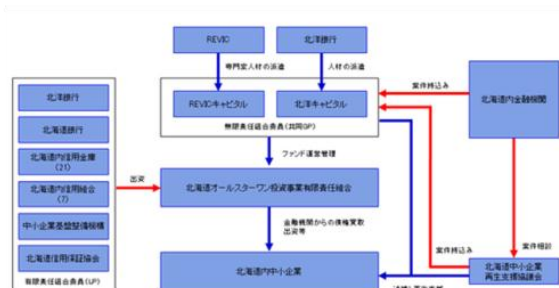 REVIC
北洋銀行
専門家人材の派遣
人材の派遣
REVICキャピタル
北洋キャピタル
無限責任組合員(共同GP)
案件持込み
北海道内金融機関
北洋銀行
北海道銀行
北海道内信用金庫
(21)
北海道内信用組合
(7)
中小企業基盤整備機構
北海道信用保証協会
有限責任組合員(LP)
出資
ファンド運営管理
北海道オールスターワン投資事業有限責任組合
金融機関からの債権買取
出資等
北海道内中小企業
案件持込み
案件相談
北海道中小企業
再生支援協議会